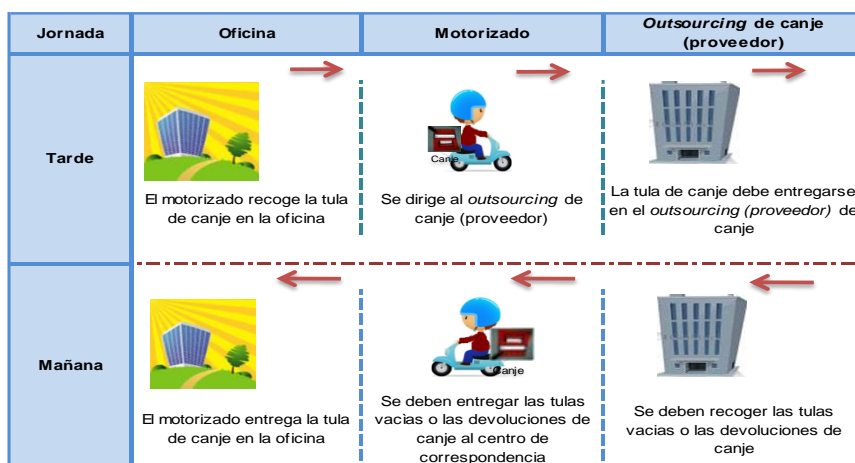 Jornada
Oficina
Motorizado
Outsourcing de canje
(proveedor)
Tarde
El motorizado recoge la tula
de canje en la oficina
Canje
Se dirige al outsourcing de
canje (proveedor)
La tula de canje debe entregarse
en el outsourcing (proveedor) de
canje
Mañana
El motorizado entrega la tula
de canje en la oficina
Canje
Se deben entregar las tulas
vacìas o las devoluciones de
canje al centro de
correspondencia
Se deben recoger las tulas
vacias o las devoluciones de
canje